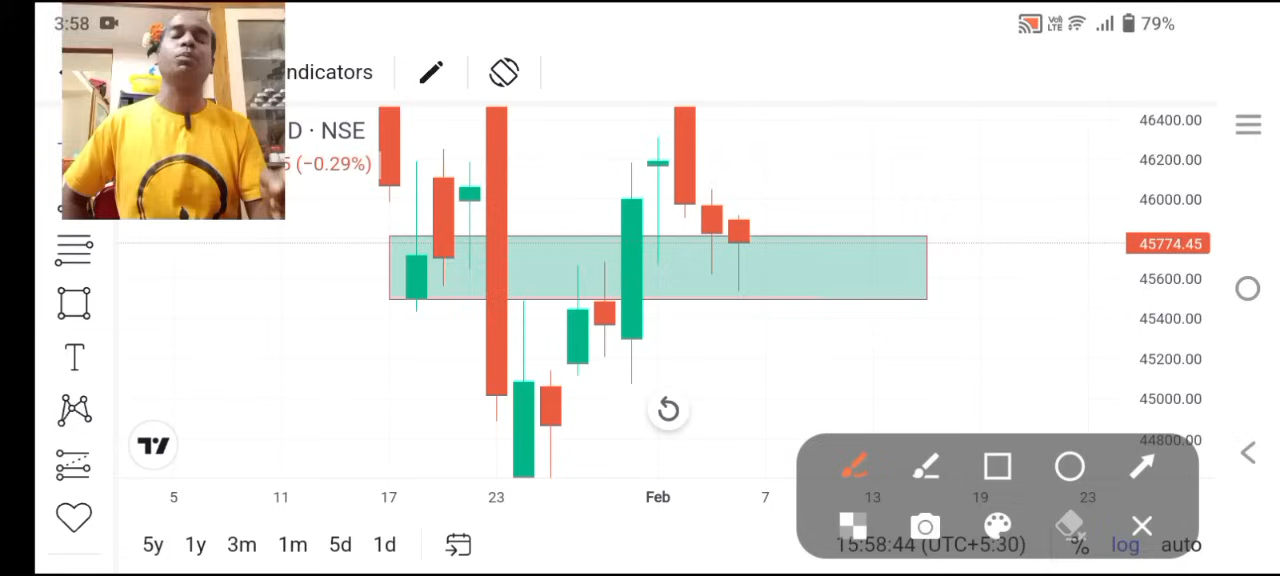 3:58
Vo))
LTE
79%
ndicators
D · NSE
5 (−0.29%)
46400.00
46200.00
46000.00
45774.45
45600.00
45400.00
45200.00
45000.00
44800.00
5 11 17 23 Feb 7 13 19 23
5y 1y 3m 1m 5d 1d
15:58:44 (UTC+5:30) % log auto